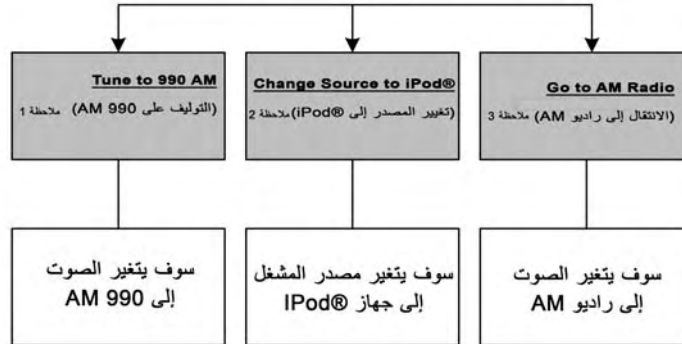 Tune to 990 AM
(التوليف على 990 AM) ملاحظة 1
Change Source to iPod®
(تغيير المصدر إلى iPod®) ملاحظة 2
Go to AM Radio
(الانتقال إلى راديو AM) ملاحظة 3
سوف يتغير الصوت
إلى 990 AM
سوف يتغير مصدر المشغل
إلى جهاز IPod®
سوف يتغير الصوت
إلى راديو AM